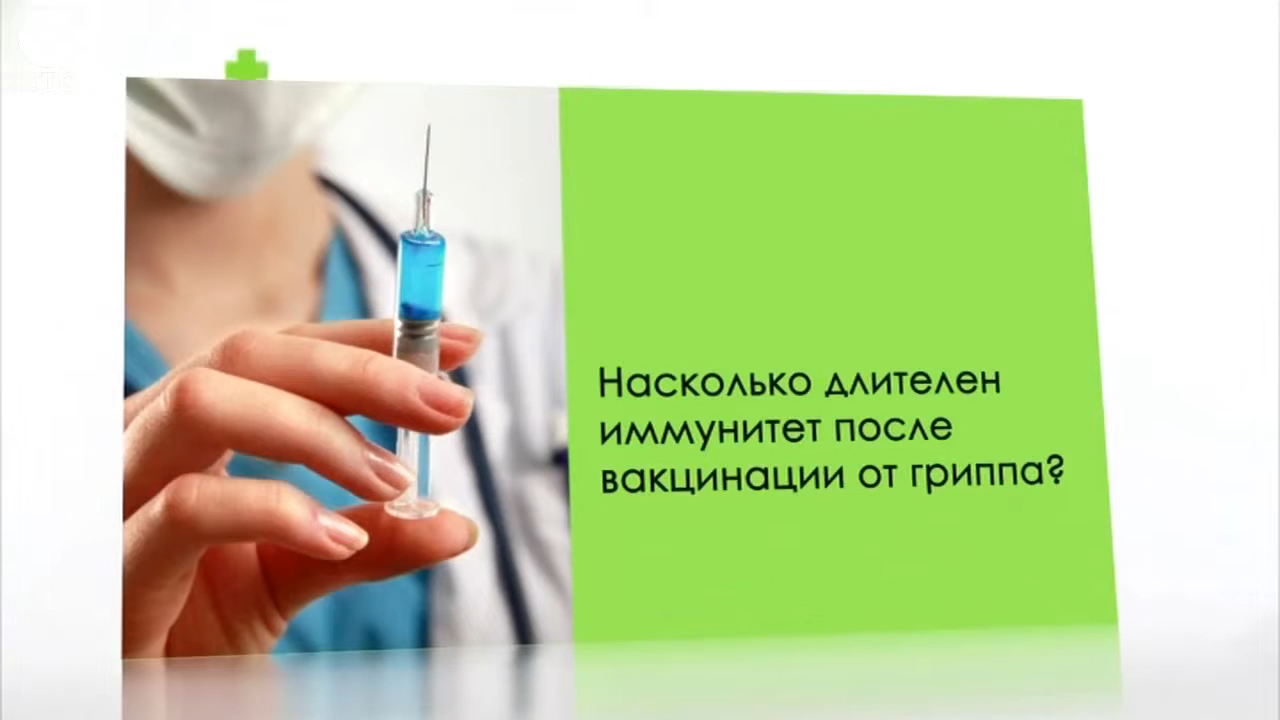 Насколько длителен
иммунитет после
вакцинации от гриппа?